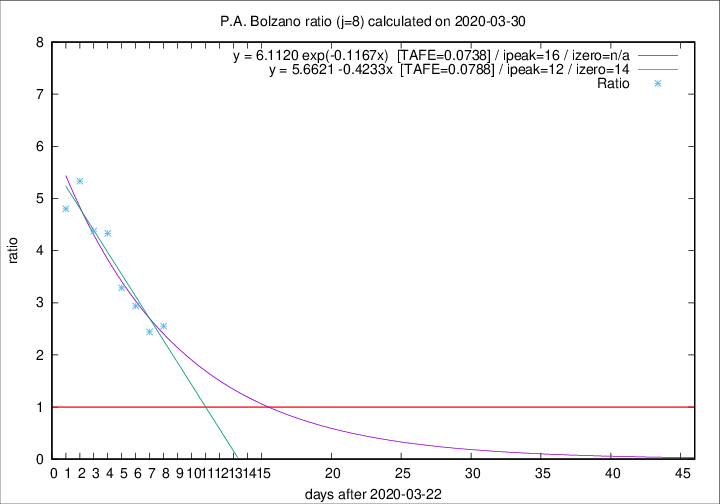 P.A. Bolzano ratio (j=8) calculated on 2020-03-30
y = 6.1120 exp(-0.1167x) [TAFE=0.0738] / ipeak=16 / izero=n/a
y = 5.6621 -0.4233x [TAFE=0.0788] / ipeak=12 / izero=14
Ratio
8
7
6
5
4
3
2
1
0
ratio
0 1 2 3 4 5 6 7 8 9 10 11 12 13 14 15 20 25 30 35 40 45
days after 2020-03-22